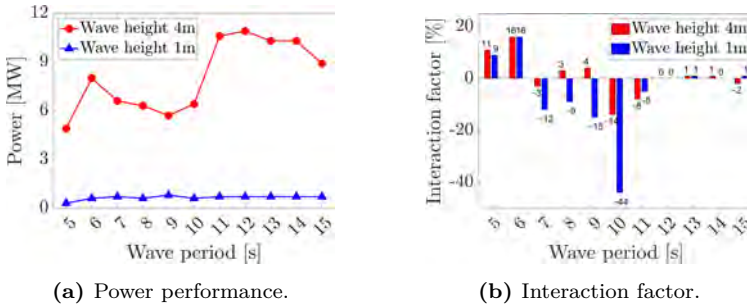 12
9
6
3
0
Power [MW]
Wave height 4m
Wave height 1m
5 6 7 8 9 10 11 12 13 14 15
Wave period [s]
(a) Power performance.
20
0
-20
-40
Interaction factor [%]
Wave height 4m
Wave height 1m
11 9 16 16 -3 -12 3 -9 4 -15 -14 -44 -8 -5 0 0 1 1 1 0 -2 1
5 6 7 8 9 10 11 12 13 14 15
Wave period [s]
(b) Interaction factor.